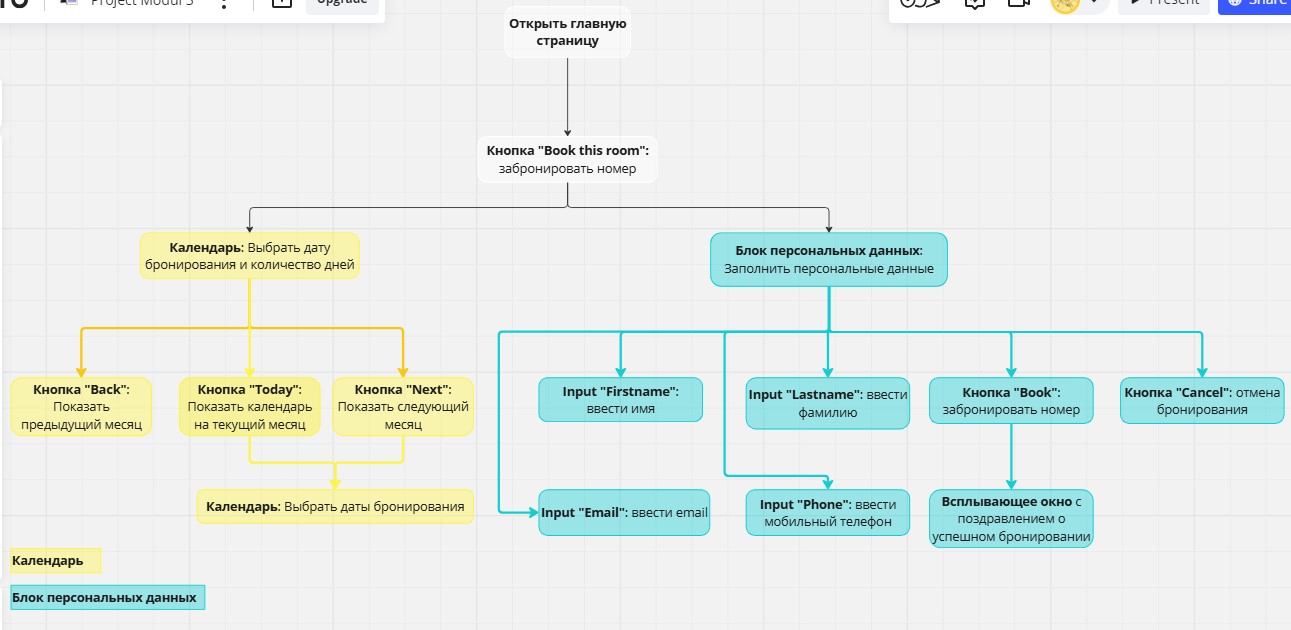 Project Modul 3
Upgrade
Present
Share
Открыть главную
страницу
Кнопка "Book this room":
забронировать номер
Календарь: Выбрать дату
бронирования и количество дней
Блок персональных данных:
Заполнить персональные данные
Кнопка "Back":
Показать
предыдущий месяц
Кнопка "Today":
Показать календарь
на текущий месяц
Кнопка "Next":
Показать следующий
месяц
Input "Firstname":
ввести имя
Input "Lastname": ввести
фамилию
Кнопка "Book":
забронировать номер
Кнопка "Cancel": отмена
бронирования
Календарь: Выбрать даты бронирования
Input "Email": ввести email
Input "Phone": ввести
мобильный телефон
Всплывающее окно с
поздравлением о
успешном бронировании
Календарь
Блок персональных данных